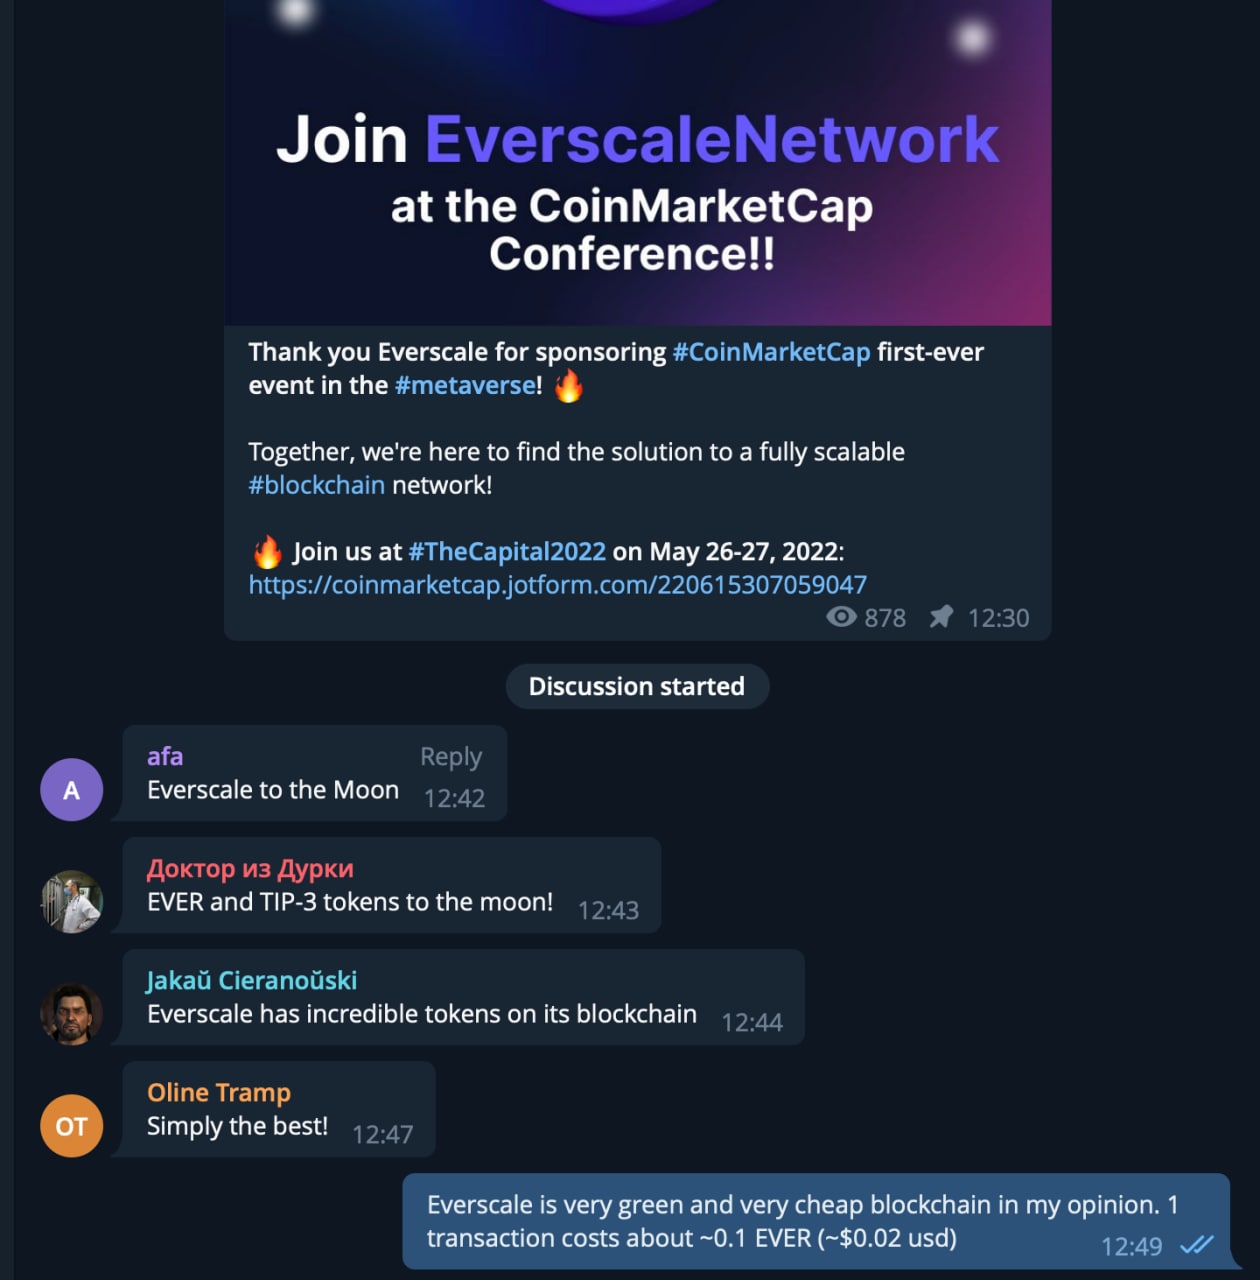 Join EverscaleNetwork
at the CoinMarketCap
Conference!!
Thank you Everscale for sponsoring #CoinMarketCap first-ever
event in the #metaverse! 🔥
Together, we're here to find the solution to a fully scalable
#blockchain network!
🔥 Join us at #TheCapital2022 on May 26-27, 2022:
https://coinmarketcap.jotform.com/220615307059047
878 12:30
Discussion started
afa Reply
A
Everscale to the Moon 12:42
Доктор из Дурки
EVER and TIP-3 tokens to the moon! 12:43
Jakaŭ Cieranoŭski
Everscale has incredible tokens on its blockchain 12:44
Oline Tramp
OT
Simply the best! 12:47
Everscale is very green and very cheap blockchain in my opinion. 1
transaction costs about ~0.1 EVER (~$0.02 usd) 12:49